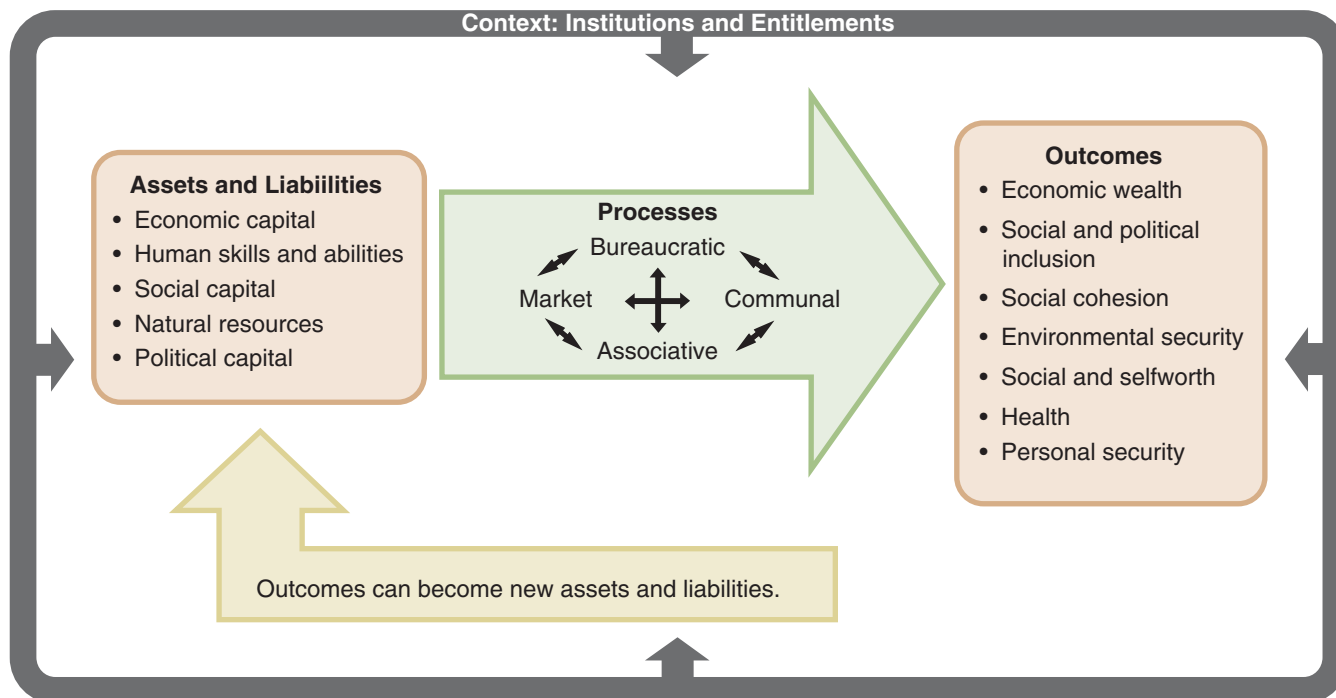 Context: Institutions and Entitlements
Assets and Liabiilities
• Economic capital
• Human skills and abilities
• Social capital
• Natural resources
• Political capital
Processes
Bureaucratic
Market
Communal
Associative
Outcomes
• Economic wealth
• Social and political
inclusion
• Social cohesion
• Environmental security
• Social and selfworth
• Health
• Personal security
Outcomes can become new assets and liabilities.